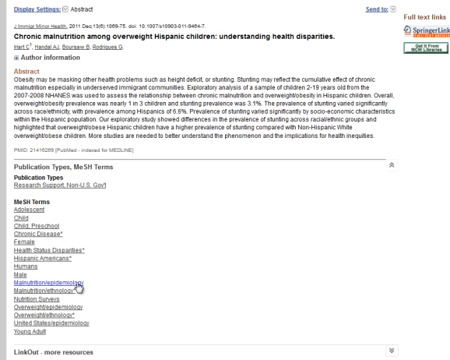 Display Settings: Abstract
Send to:
J Immigr Minor Health. 2011 Dec;13(6):1069-75. doi: 10.1007/s10903-011-9464-7.
Chronic malnutrition among overweight Hispanic children: understanding health disparities.
Iriart C, Handal AJ, Boursaw B, Rodrigues G.
Author information
Abstract
Obesity may be masking other health problems such as height deficit, or stunting. Stunting may reflect the cumulative effect of chronic
malnutrition especially in underserved immigrant communities. Exploratory analysis of a sample of children 2-19 years old from the
2007-2008 NHANES was used to assess the relationship between chronic malnutrition and overweight/obesity in Hispanic children. Overall,
overweight/obesity prevalence was nearly 1 in 3 children and stunting prevalence was 3.1%. The prevalence of stunting varied significantly
across race/ethnicity, with prevalence among Hispanics of 6.6%. Prevalence of stunting varied significantly by socio-economic characteristics
within the Hispanic population. Our exploratory study showed differences in the prevalence of stunting across racial/ethnic groups and
highlighted that overweight/obese Hispanic children have a higher prevalence of stunting compared with Non-Hispanic White
overweight/obese children. More studies are needed to better understand the phenomenon and the implications for health inequities.
PMID: 21416269 [PubMed - indexed for MEDLINE]
Publication Types, MeSH Terms
Publication Types
Research Support, Non-U.S. Gov't
MeSH Terms
Adolescent
Child
Child, Preschool
Chronic Disease*
Female
Health Status Disparities*
Hispanic Americans*
Humans
Male
Malnutrition/epidemiology
Malnutrition/ethnology*
Nutrition Surveys
Overweight/epidemiology
Overweight/ethnology*
United States/epidemiology
Young Adult
LinkOut - more resources
Full text links
SpringerLink
Get It From